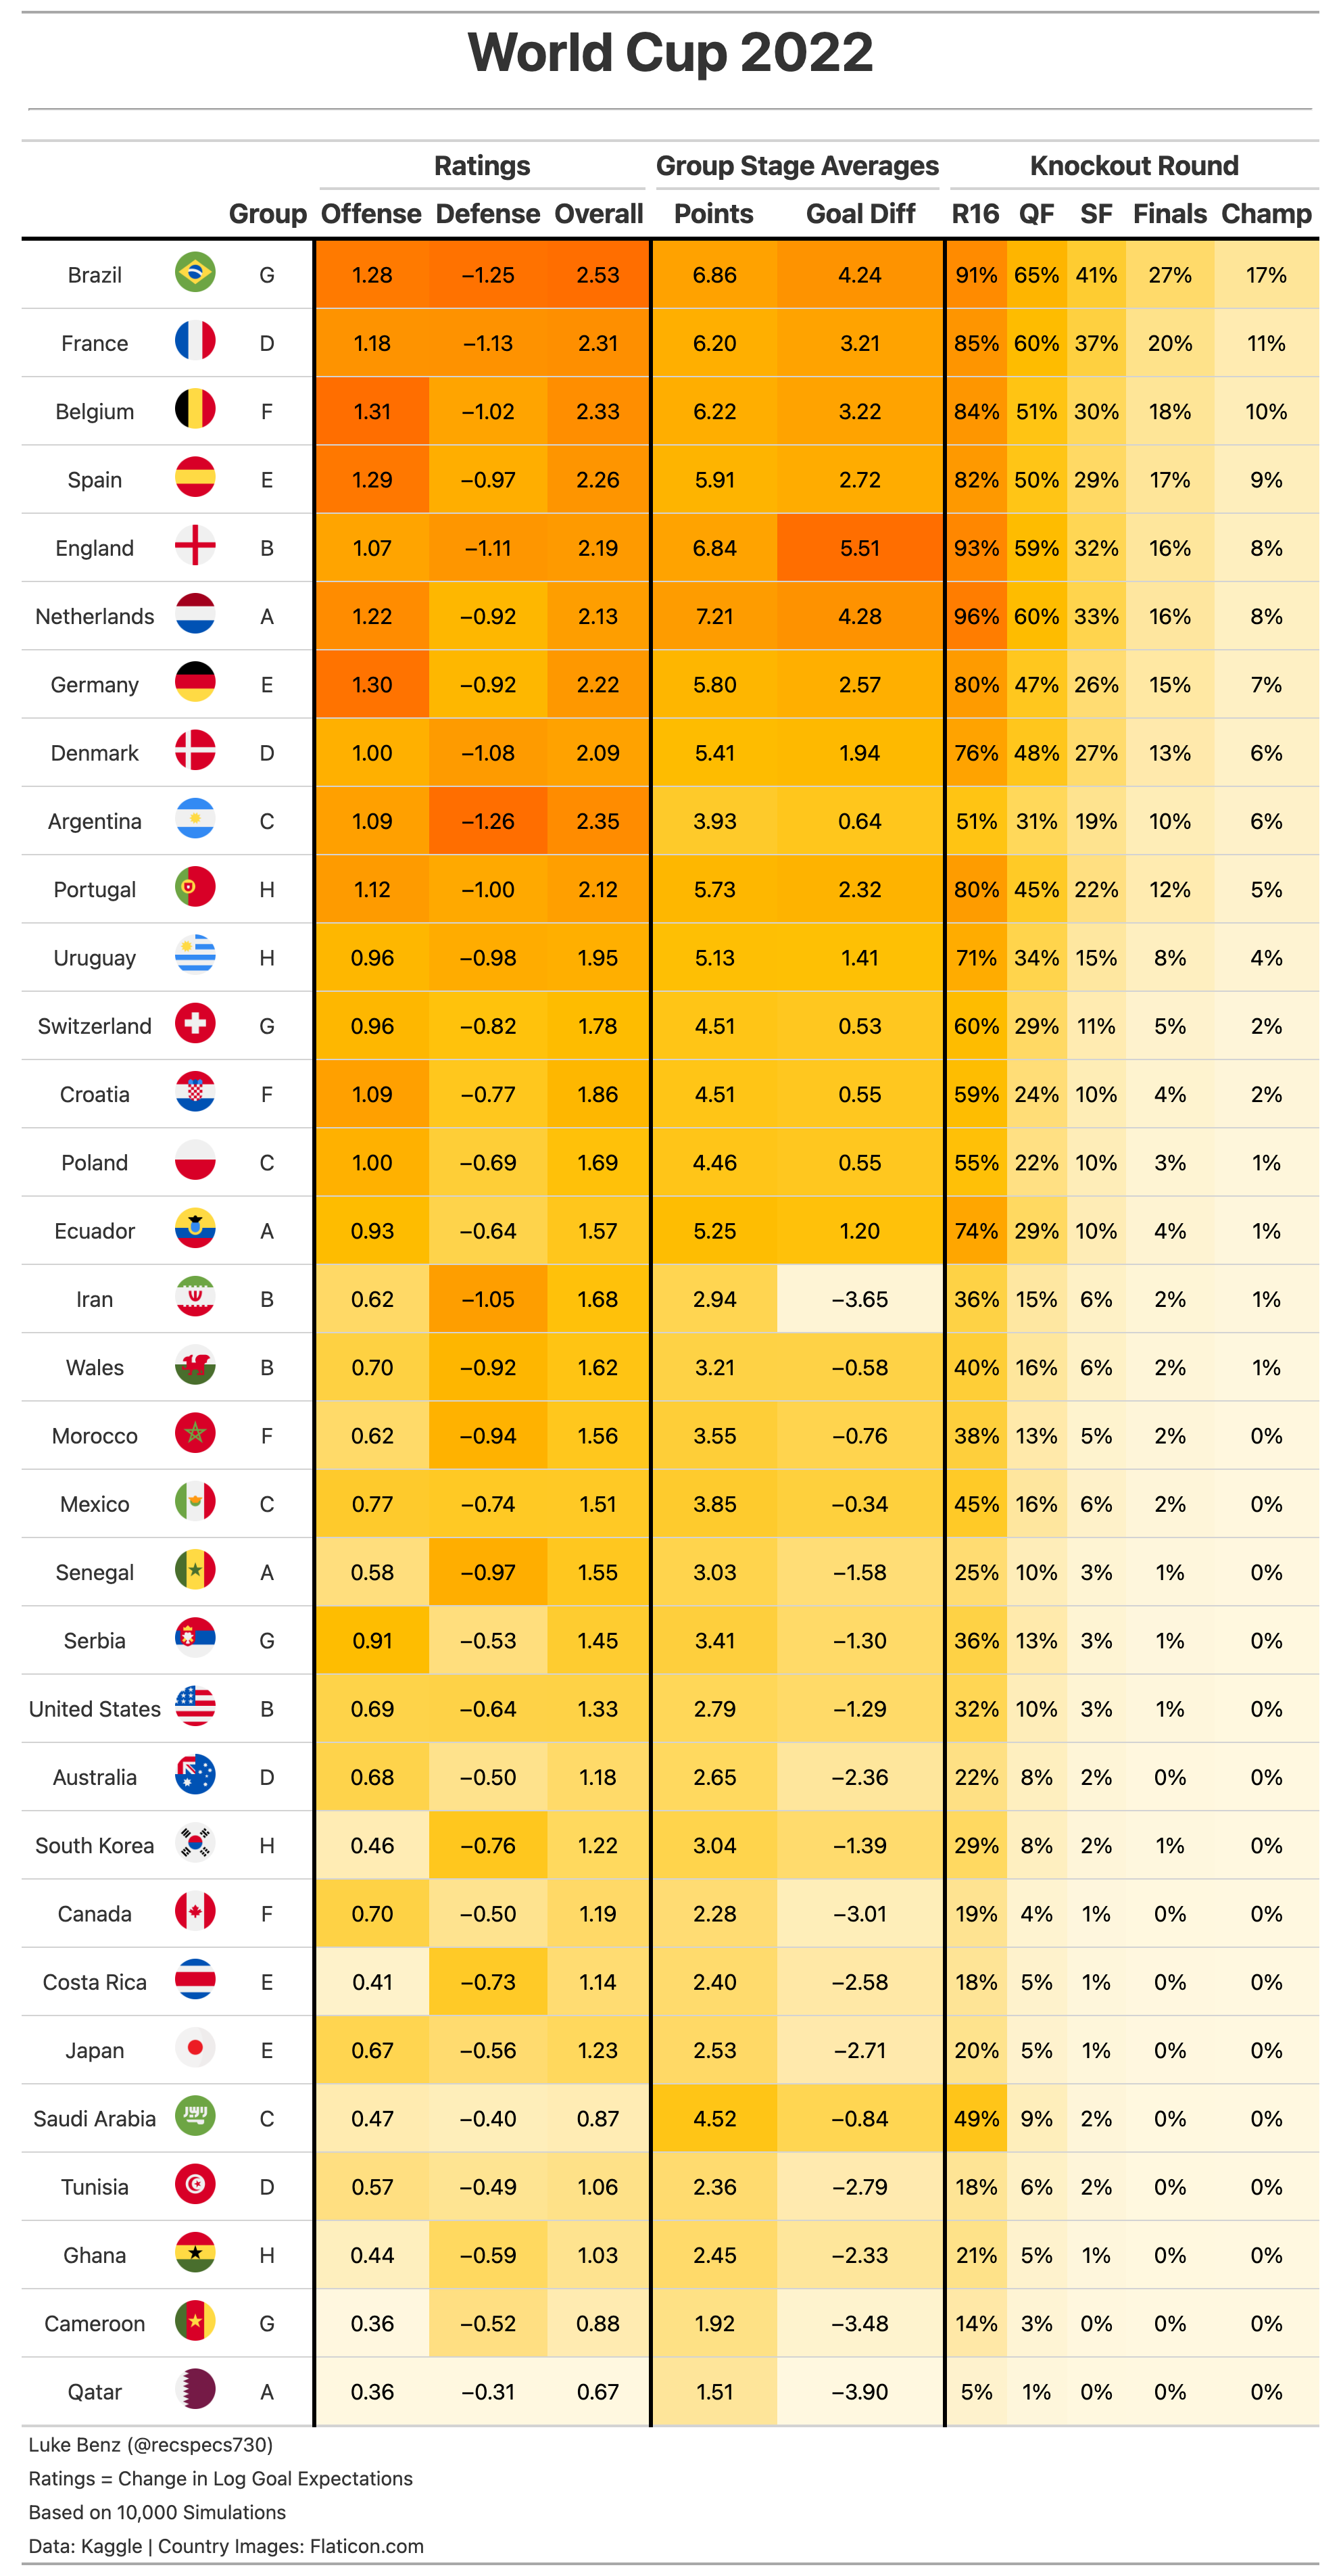 World Cup 2022
Ratings Group Stage Averages Knockout Round
Group Offense Defense Overall Points Goal Diff R16 QF SF Finals Champ
Brazil G 1.28 −1.25 2.53 6.86 4.24 91% 65% 41% 27% 17%
France D 1.18 −1.13 2.31 6.20 3.21 85% 60% 37% 20% 11%
Belgium F 1.31 −1.02 2.33 6.22 3.22 84% 51% 30% 18% 10%
Spain E 1.29 −0.97 2.26 5.91 2.72 82% 50% 29% 17% 9%
England B 1.07 −1.11 2.19 6.84 5.51 93% 59% 32% 16% 8%
Netherlands A 1.22 −0.92 2.13 7.21 4.28 96% 60% 33% 16% 8%
Germany E 1.30 −0.92 2.22 5.80 2.57 80% 47% 26% 15% 7%
Denmark D 1.00 −1.08 2.09 5.41 1.94 76% 48% 27% 13% 6%
Argentina C 1.09 −1.26 2.35 3.93 0.64 51% 31% 19% 10% 6%
Portugal H 1.12 −1.00 2.12 5.73 2.32 80% 45% 22% 12% 5%
Uruguay H 0.96 −0.98 1.95 5.13 1.41 71% 34% 15% 8% 4%
Switzerland G 0.96 −0.82 1.78 4.51 0.53 60% 29% 11% 5% 2%
Croatia F 1.09 −0.77 1.86 4.51 0.55 59% 24% 10% 4% 2%
Poland C 1.00 −0.69 1.69 4.46 0.55 55% 22% 10% 3% 1%
Ecuador A 0.93 −0.64 1.57 5.25 1.20 74% 29% 10% 4% 1%
Iran B 0.62 −1.05 1.68 2.94 −3.65 36% 15% 6% 2% 1%
Wales B 0.70 −0.92 1.62 3.21 −0.58 40% 16% 6% 2% 1%
Morocco F 0.62 −0.94 1.56 3.55 −0.76 38% 13% 5% 2% 0%
Mexico C 0.77 −0.74 1.51 3.85 −0.34 45% 16% 6% 2% 0%
Senegal A 0.58 −0.97 1.55 3.03 −1.58 25% 10% 3% 1% 0%
Serbia G 0.91 −0.53 1.45 3.41 −1.30 36% 13% 3% 1% 0%
United States B 0.69 −0.64 1.33 2.79 −1.29 32% 10% 3% 1% 0%
Australia D 0.68 −0.50 1.18 2.65 −2.36 22% 8% 2% 0% 0%
South Korea H 0.46 −0.76 1.22 3.04 −1.39 29% 8% 2% 1% 0%
Canada F 0.70 −0.50 1.19 2.28 −3.01 19% 4% 1% 0% 0%
Costa Rica E 0.41 −0.73 1.14 2.40 −2.58 18% 5% 1% 0% 0%
Japan E 0.67 −0.56 1.23 2.53 −2.71 20% 5% 1% 0% 0%
Saudi Arabia C 0.47 −0.40 0.87 4.52 −0.84 49% 9% 2% 0% 0%
Tunisia D 0.57 −0.49 1.06 2.36 −2.79 18% 6% 2% 0% 0%
Ghana H 0.44 −0.59 1.03 2.45 −2.33 21% 5% 1% 0% 0%
Cameroon G 0.36 −0.52 0.88 1.92 −3.48 14% 3% 0% 0% 0%
Qatar A 0.36 −0.31 0.67 1.51 −3.90 5% 1% 0% 0% 0%
Luke Benz (@recspecs730)
Ratings = Change in Log Goal Expectations
Based on 10,000 Simulations
Data: Kaggle | Country Images: Flaticon.com